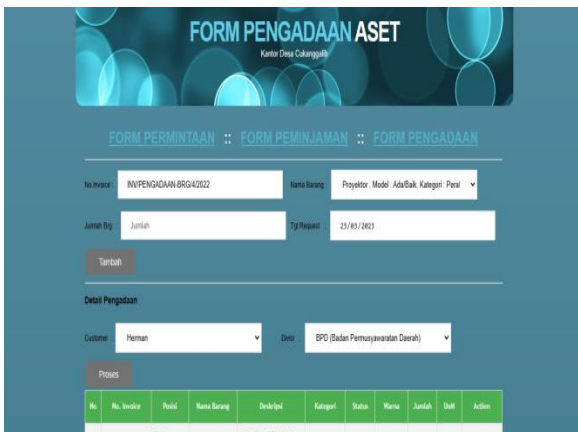 FORM PENGADAAN ASET
Kantor Desa Cukanggalih
FORM PERMINTAAN :: FORM PEMINJAMAN :: FORM PENGADAAN
No.Invoice : INV/PENGADAAN-BRG/4/2022 Nama Barang : Proyektor , Model : Ada/Baik, Kategori : Peral
Jumlah Brg : Jumlah Tgl Request : 23/03/2023
Tambah
Detail Pengadaan
Customer : Herman Divisi : BPD (Badan Permusyawaratan Daerah)
Proses
No No. Invoice Posisi Nama Barang Deskripsi Kategori Status Warna Jumlah UoM Action